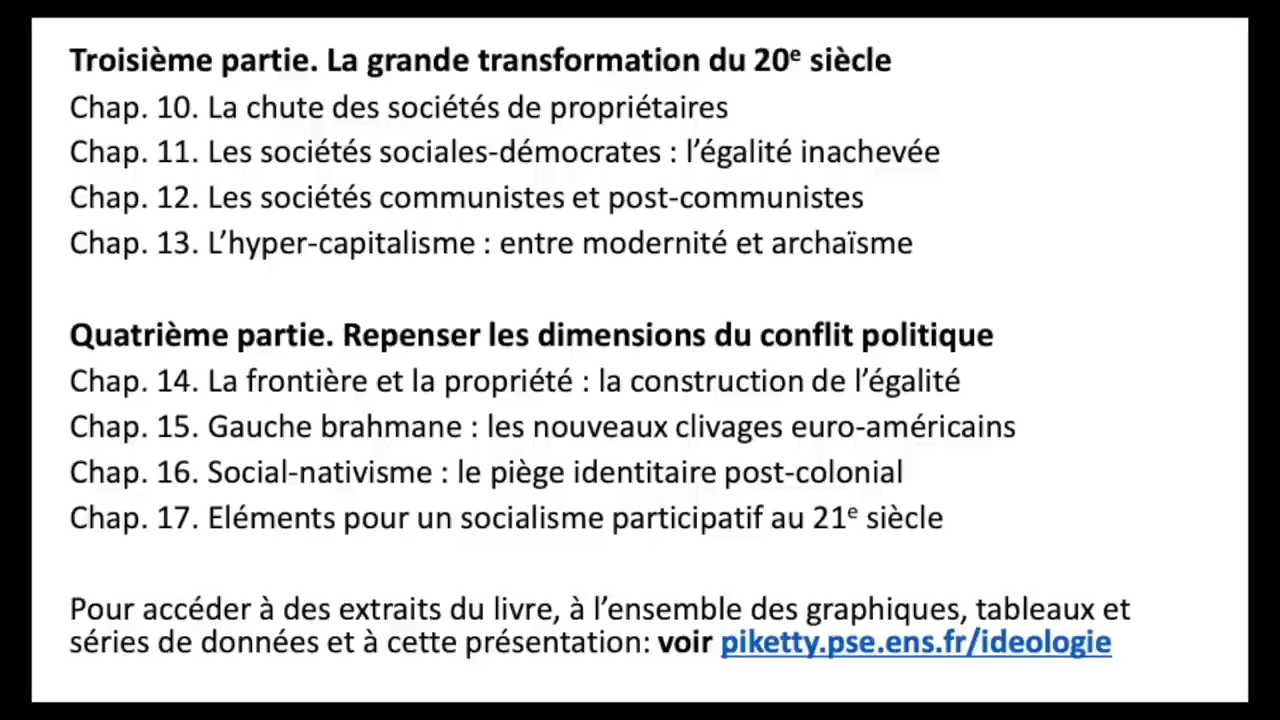 Troisième partie. La grande transformation du 20e siècle
Chap. 10. La chute des sociétés de propriétaires
Chap. 11. Les sociétés sociales-démocrates : l’égalité inachevée
Chap. 12. Les sociétés communistes et post-communistes
Chap. 13. L’hyper-capitalisme : entre modernité et archaïsme
Quatrième partie. Repenser les dimensions du conflit politique
Chap. 14. La frontière et la propriété : la construction de l’égalité
Chap. 15. Gauche brahmane : les nouveaux clivages euro-américains
Chap. 16. Social-nativisme : le piège identitaire post-colonial
Chap. 17. Eléments pour un socialisme participatif au 21e siècle
Pour accéder à des extraits du livre, à l’ensemble des graphiques, tableaux et
séries de données et à cette présentation: voir piketty.pse.ens.fr/ideologie